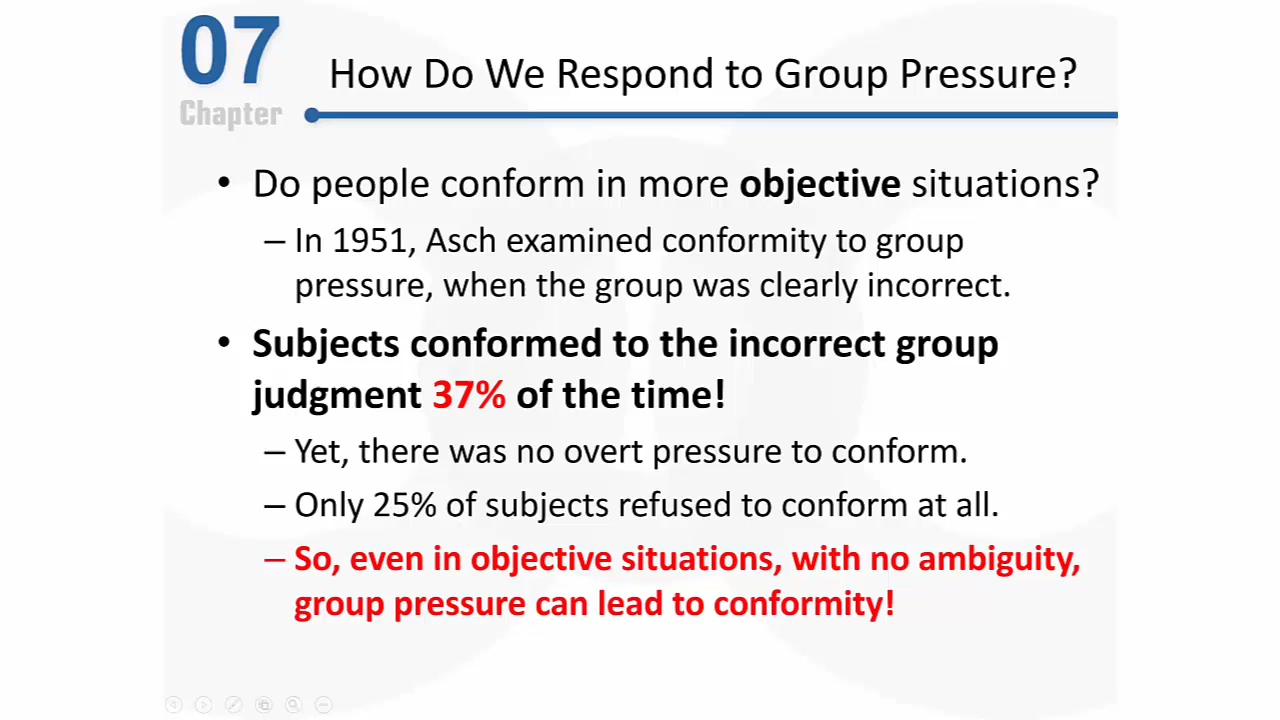 07
Chapter
How Do We Respond to Group Pressure?
• Do people conform in more objective situations?
– In 1951, Asch examined conformity to group
pressure, when the group was clearly incorrect.
• Subjects conformed to the incorrect group
judgment 37% of the time!
– Yet, there was no overt pressure to conform.
– Only 25% of subjects refused to conform at all.
– So, even in objective situations, with no ambiguity,
group pressure can lead to conformity!